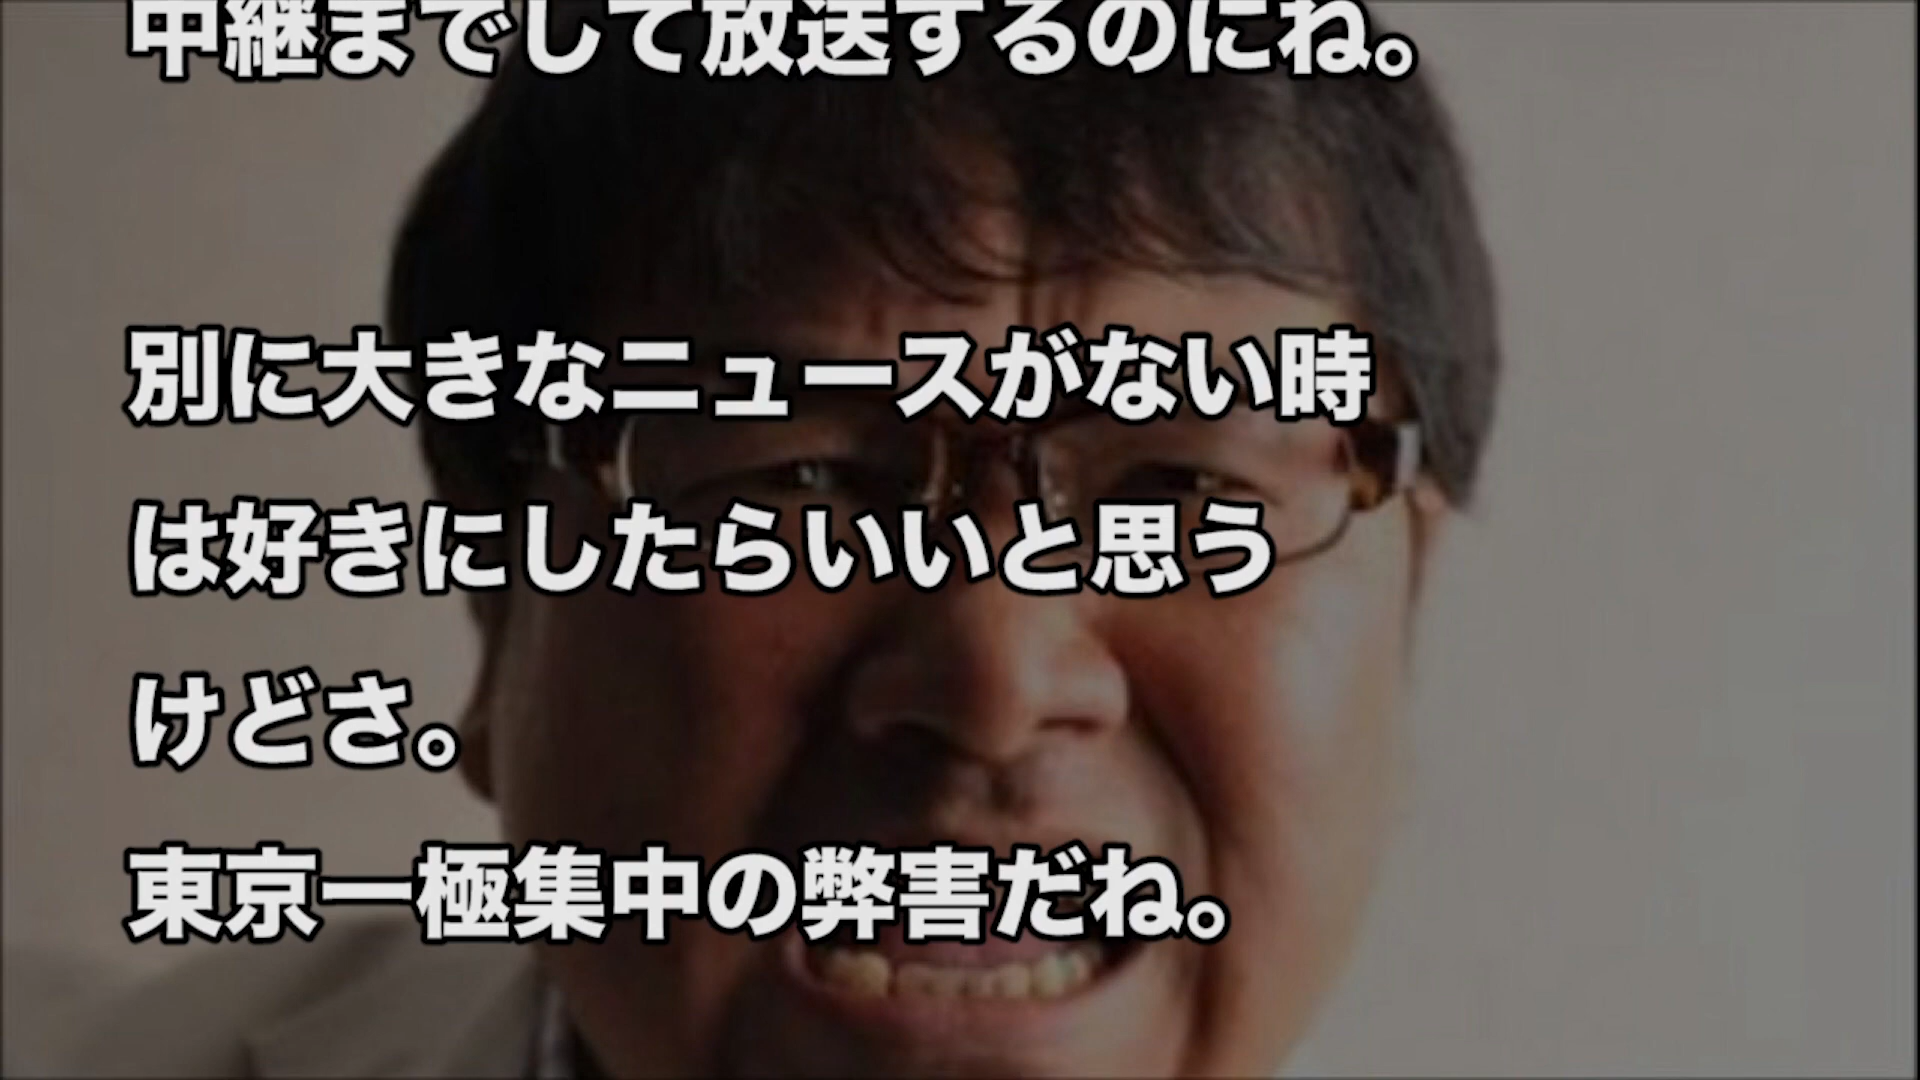 中継までして放送するのにね。
別に大きなニュースがない時
は好きにしたらいいと思う
けどさ。
東京一極集中の弊害だね。